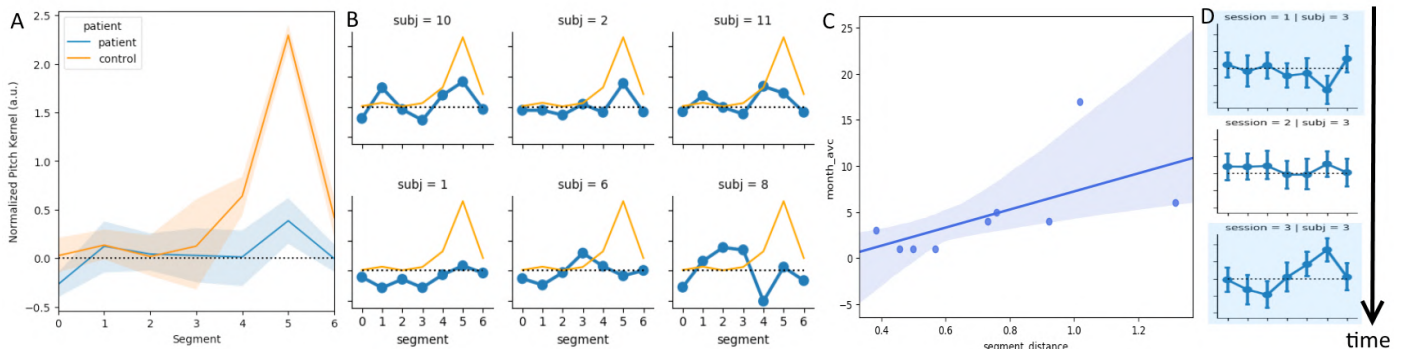 A
2.5
2.0
1.5
1.0
0.5
0.0
−0.5
Normalized Pitch Kernel (a.u.)
patient
patient
control
0 1 2 3 4 5 6
Segment
B
subj = 10
subj = 2
subj = 11
subj = 1
subj = 6
subj = 8
0 1 2 3 4 5 6
0 1 2 3 4 5 6
0 1 2 3 4 5 6
segment
segment
segment
C
25
20
15
10
5
0
−5
month_avc
0.4 0.6 0.8 1.0 1.2
segment_distance
D
session = 1 | subj = 3
session = 2 | subj = 3
session = 3 | subj = 3
time